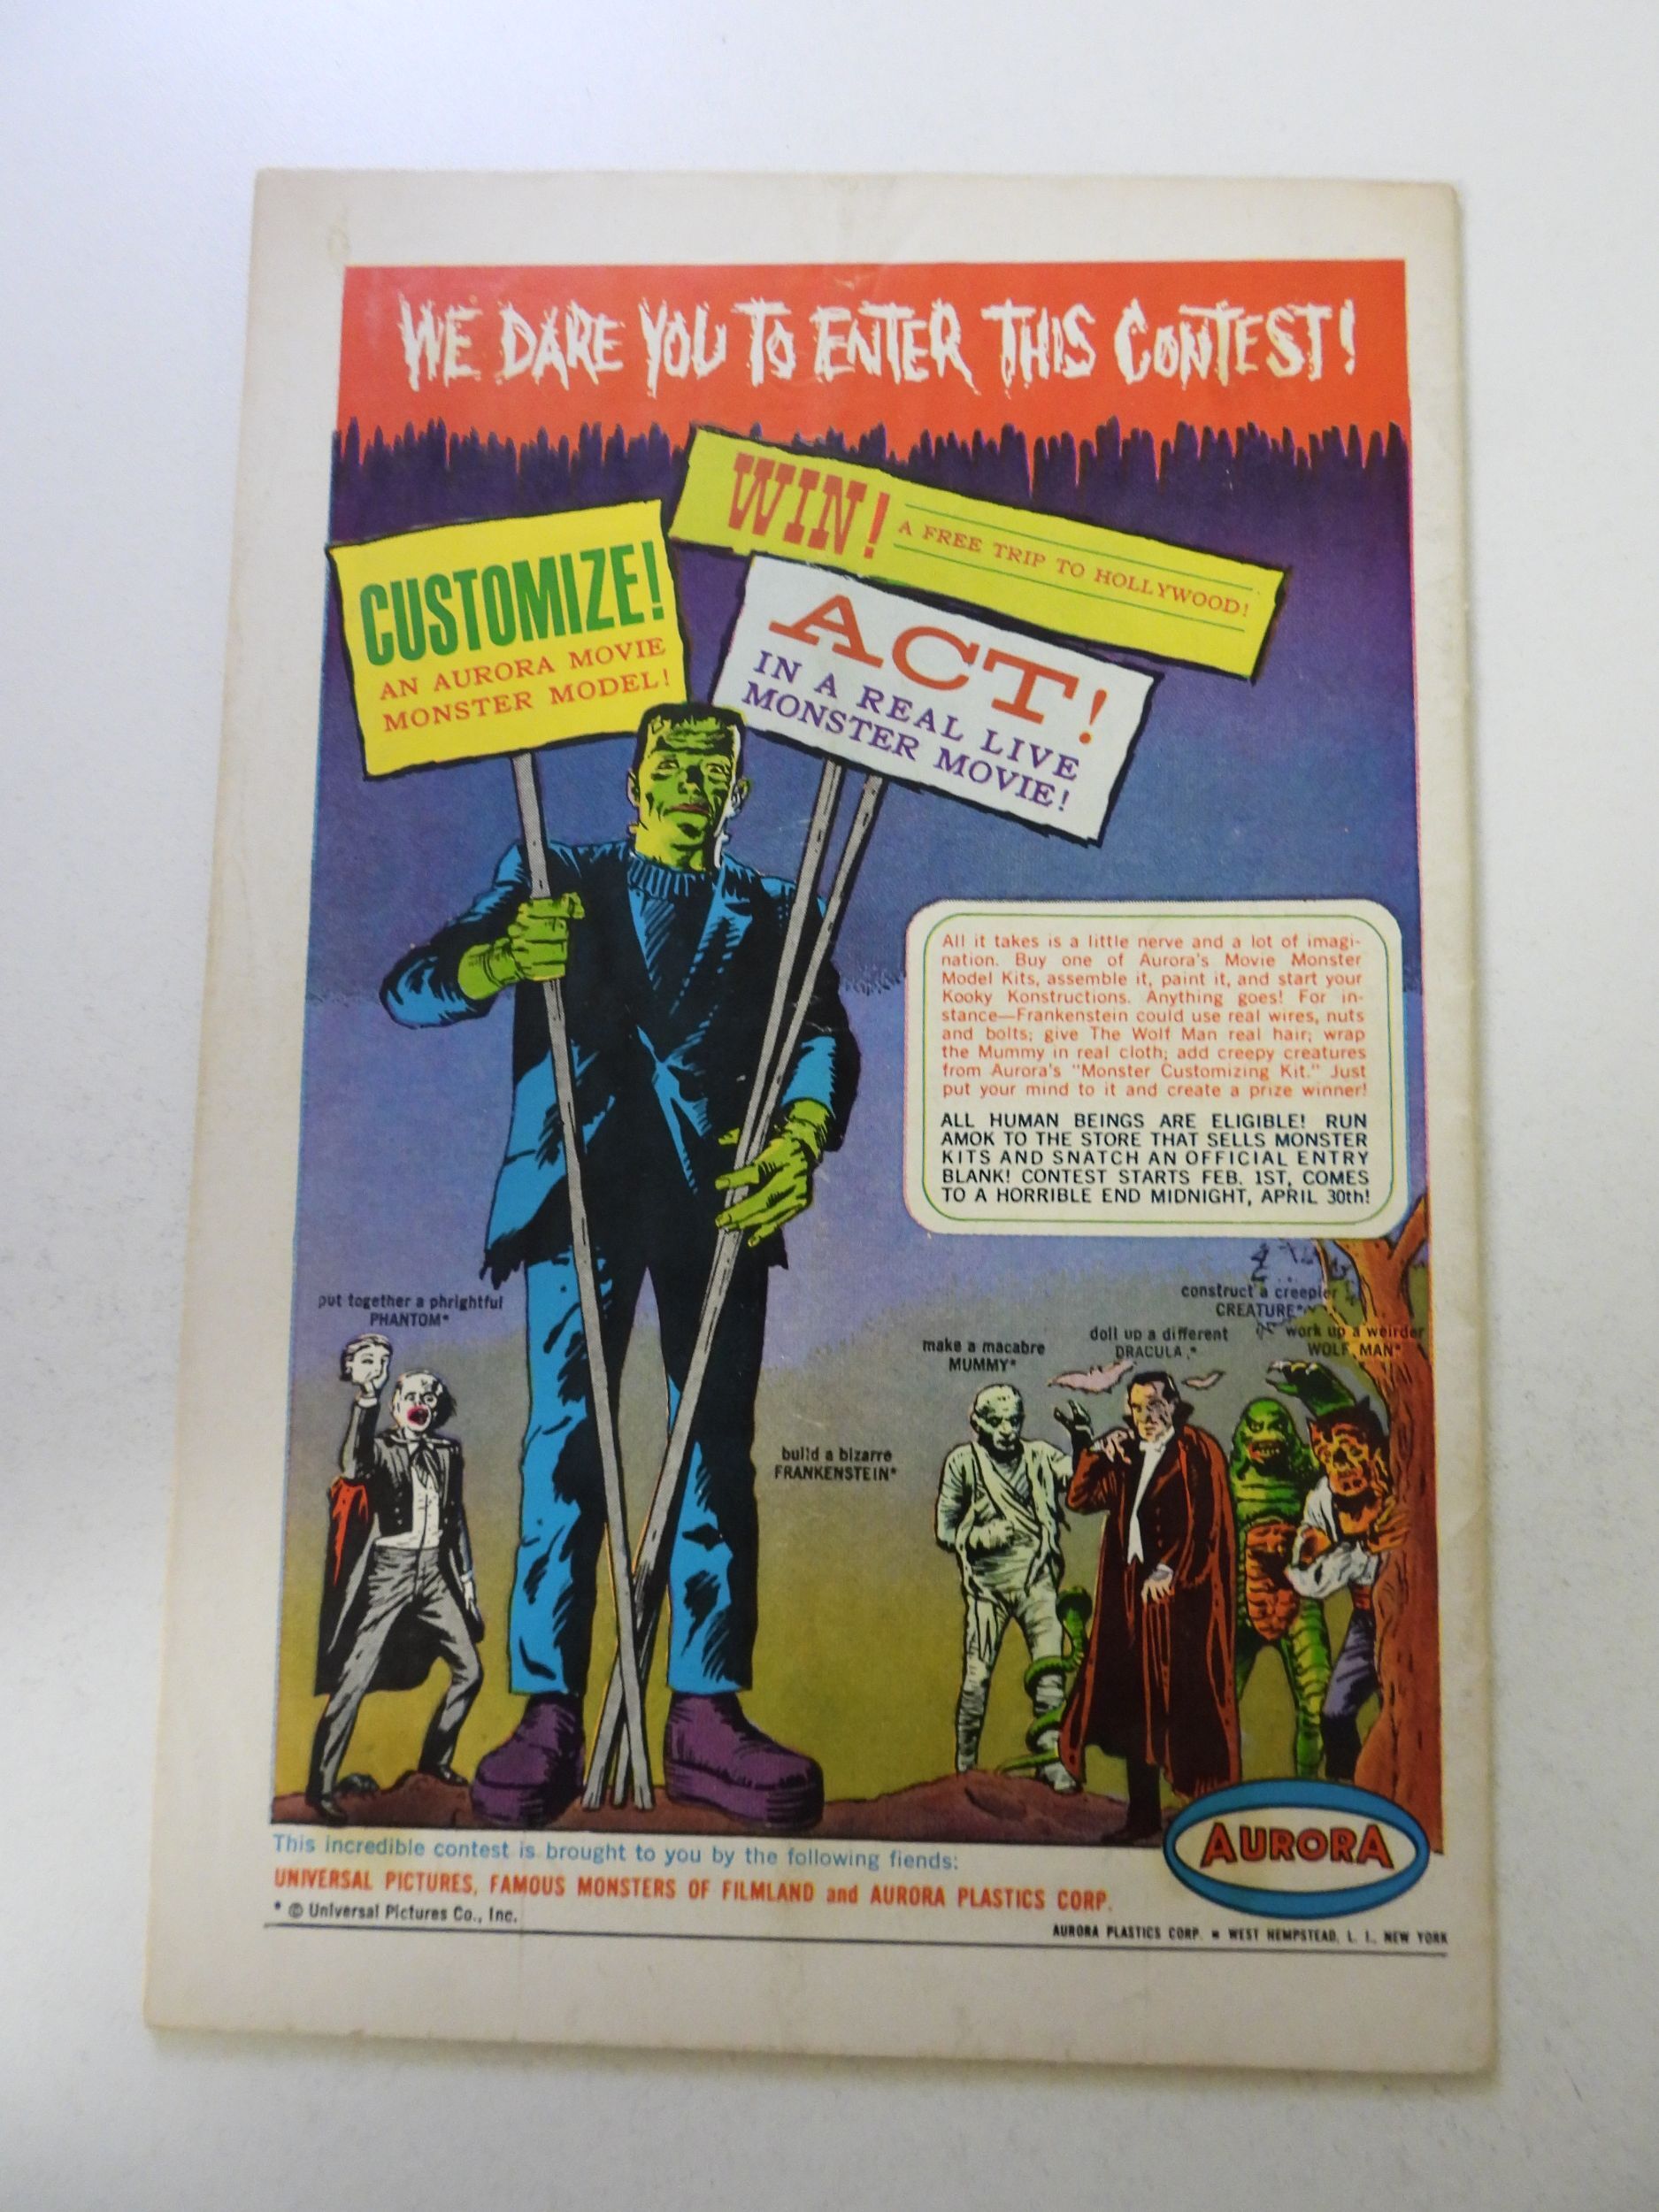 WE DARE YOU TO ENTER THIS CONTEST!
WIN! A FREE TRIP TO HOLLYWOOD!
CUSTOMIZE!
AN AURORA MOVIE
MONSTER MODEL!
ACT!
IN A REAL LIVE
MONSTER MOVIE!
All it takes is a little nerve and a lot of imagi-
nation. Buy one of Aurora's Movie Monster
Model Kits, assemble it, paint it, and start your
Kooky Konstructions. Anything goes! For in-
stance—Frankenstein could use real wires, nuts
and bolts; give The Wolf Man real hair; wrap
the Mummy in real cloth; add creepy creatures
from Aurora's "Monster Customizing Kit." Just
put your mind to it and create a prize winner!
ALL HUMAN BEINGS ARE ELIGIBLE! RUN
AMOK TO THE STORE THAT SELLS MONSTER
KITS AND SNATCH AN OFFICIAL ENTRY
BLANK! CONTEST STARTS FEB. 1ST, COMES
TO A HORRIBLE END MIDNIGHT, APRIL 30th!
put together a phrightful
PHANTOM*
build a bizarre
FRANKENSTEIN*
make a macabre
MUMMY*
doll up a different
DRACULA*
construct a creepier
CREATURE*
work up a weirder
WOLF MAN*
AURORA
This incredible contest is brought to you by the following fiends:
UNIVERSAL PICTURES, FAMOUS MONSTERS OF FILMLAND and AURORA PLASTICS CORP.
* © Universal Pictures Co., Inc.
AURORA PLASTICS CORP. • WEST HEMPSTEAD, L. I., NEW YORK